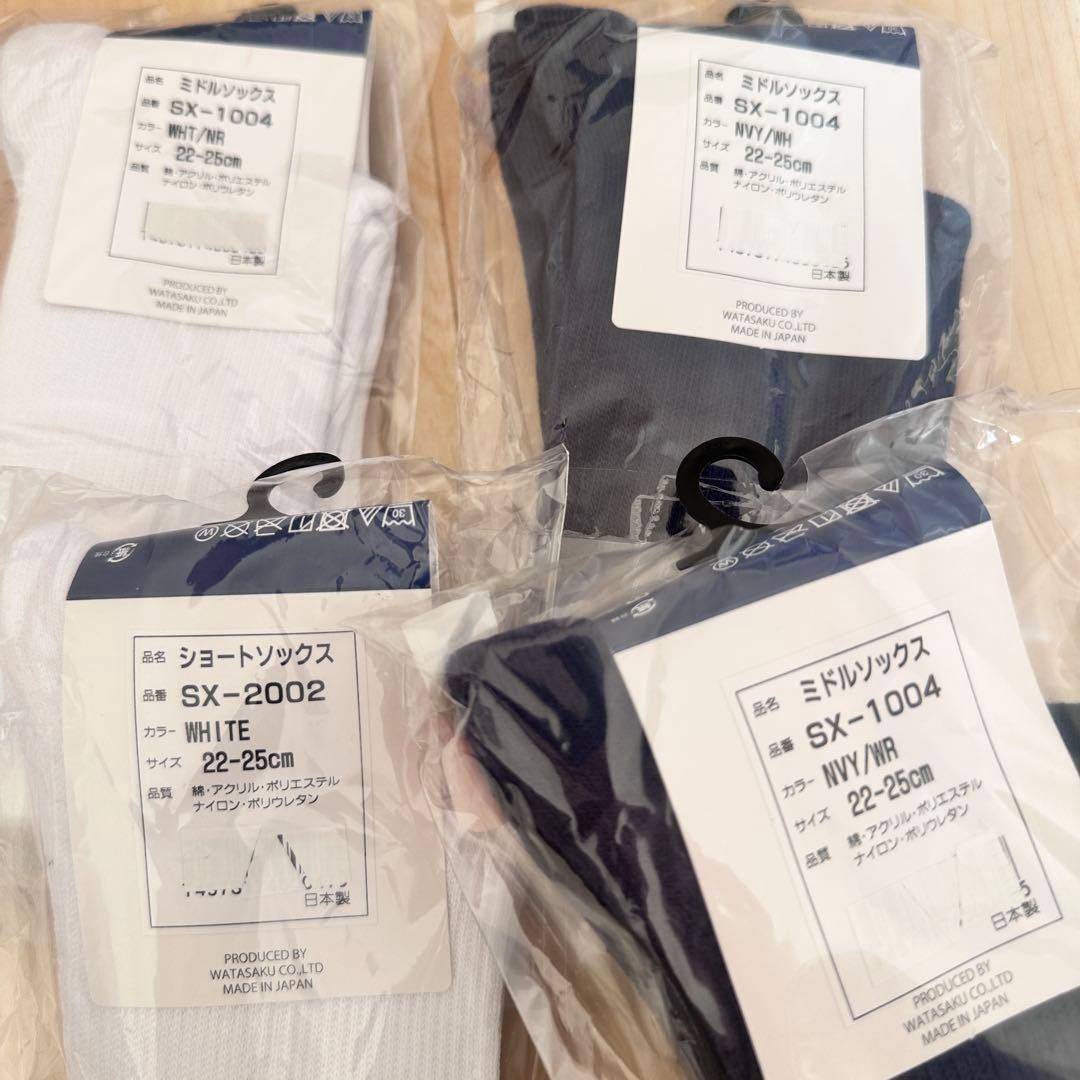 品名 ミドルソックス
品番 SX-1004
カラー WHT/NR
サイズ 22-25cm
品質 綿・アクリル・ポリエステル
ナイロン・ポリウレタン
日本製
PRODUCED BY
WATASAKU CO.,LTD
MADE IN JAPAN
品名 ミドルソックス
品番 SX-1004
カラー NVY/WH
サイズ 22-25cm
品質 綿・アクリル・ポリエステル
ナイロン・ポリウレタン
日本製
PRODUCED BY
WATASAKU CO.,LTD
MADE IN JAPAN
品名 ショートソックス
品番 SX-2002
カラー WHITE
サイズ 22-25cm
品質 綿・アクリル・ポリエステル
ナイロン・ポリウレタン
日本製
PRODUCED BY
WATASAKU CO.,LTD
MADE IN JAPAN
品名 ミドルソックス
品番 SX-1004
カラー NVY/WR
サイズ 22-25cm
品質 綿・アクリル・ポリエステル
ナイロン・ポリウレタン
日本製
PRODUCED BY
WATASAKU CO.,LTD
MADE IN JAPAN